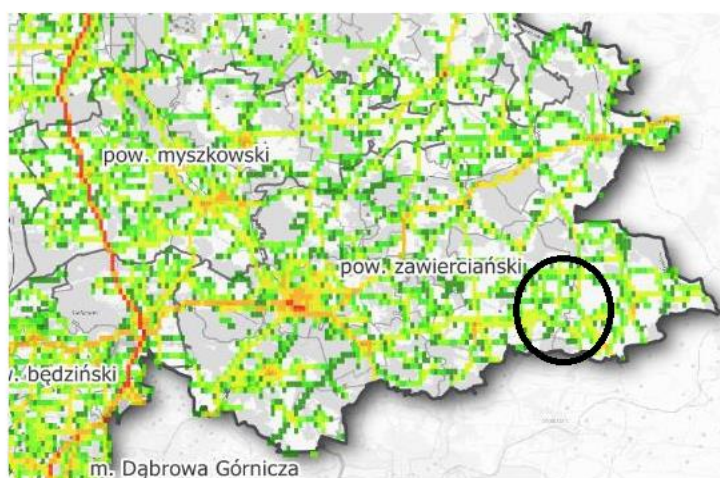 pow. myszkowski
pow. zawierciański
w. będziński
m. Dąbrowa Górnicza